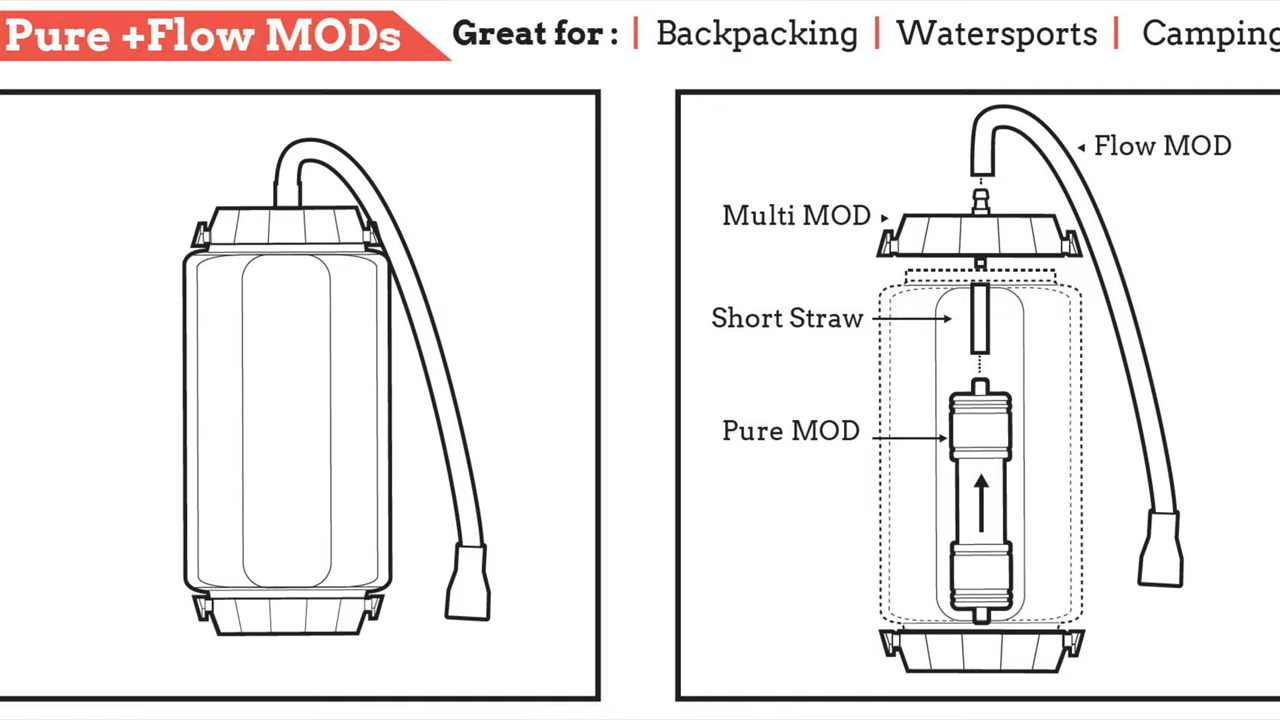 Pure +Flow MODs
Great for : | Backpacking | Watersports | Camping
Flow MOD
Multi MOD
Short Straw
Pure MOD